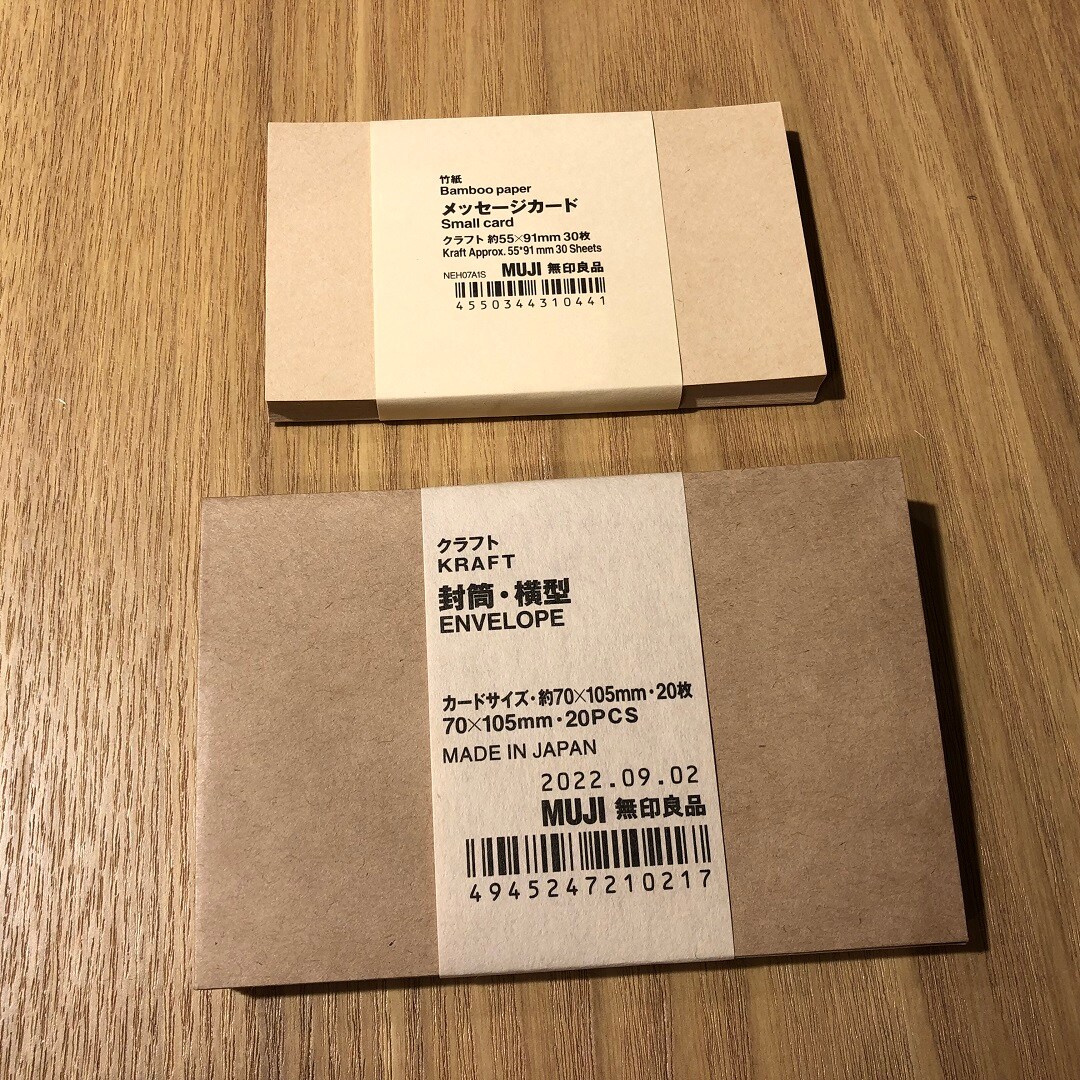 竹紙
Bamboo paper
メッセージカード
Small card
クラフト 約55×91mm 30枚
Kraft Approx. 55*91 mm 30 Sheets
NEH07A1S MUJI 無印良品
4550344310441
クラフト
KRAFT
封筒・横型
ENVELOPE
カードサイズ・約70×105mm・20枚
70×105mm・20PCS
MADE IN JAPAN
2022.09.02
MUJI 無印良品
4945247210217